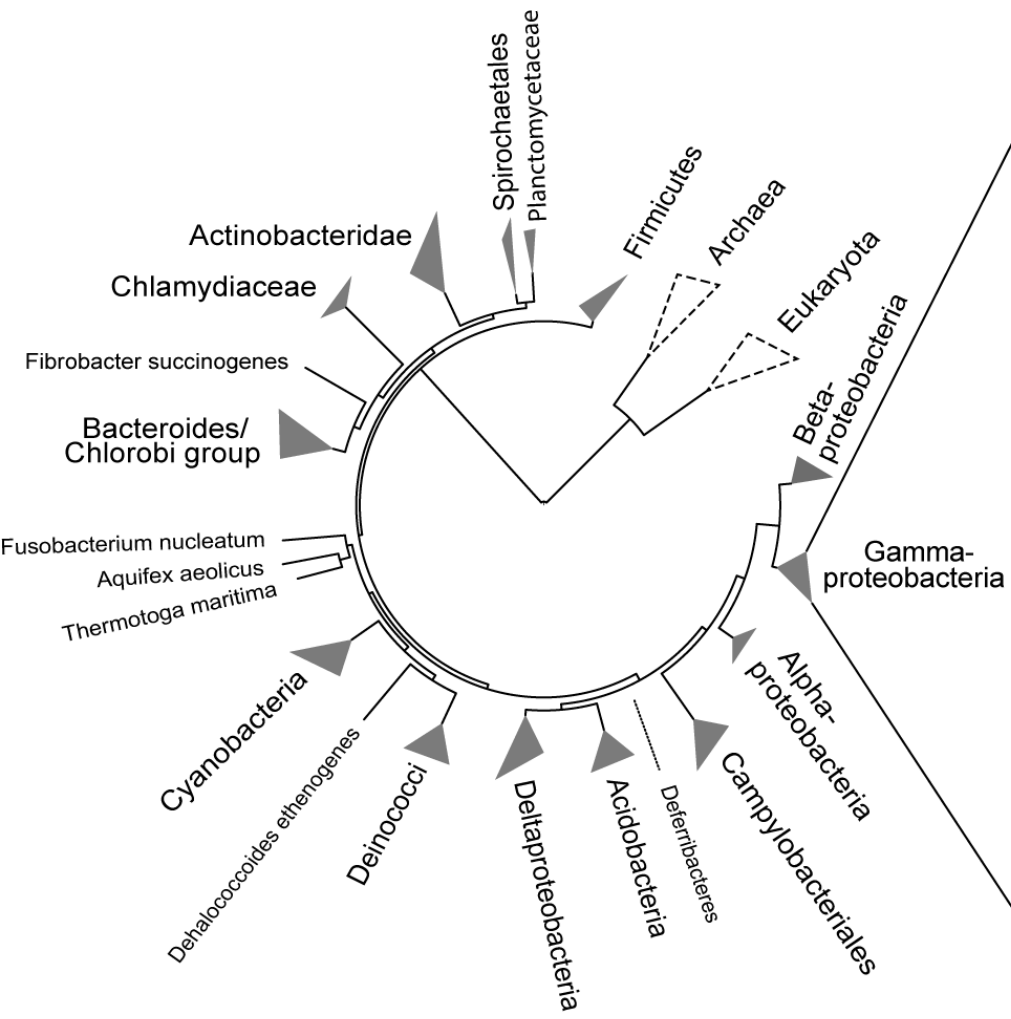 Spirochaetales
Planctomycetaceae
Firmicutes
Archaea
Eukaryota
Beta-
proteobacteria
Gamma-
proteobacteria
Alpha-
proteobacteria
Campylobacteriales
Deferribacteres
Acidobacteria
Deltaproteobacteria
Deinococci
Dehalococcoides ethenogenes
Cyanobacteria
Thermotoga maritima
Aquifex aeolicus
Fusobacterium nucleatum
Bacteroides/
Chlorobi group
Fibrobacter succinogenes
Chlamydiaceae
Actinobacteridae